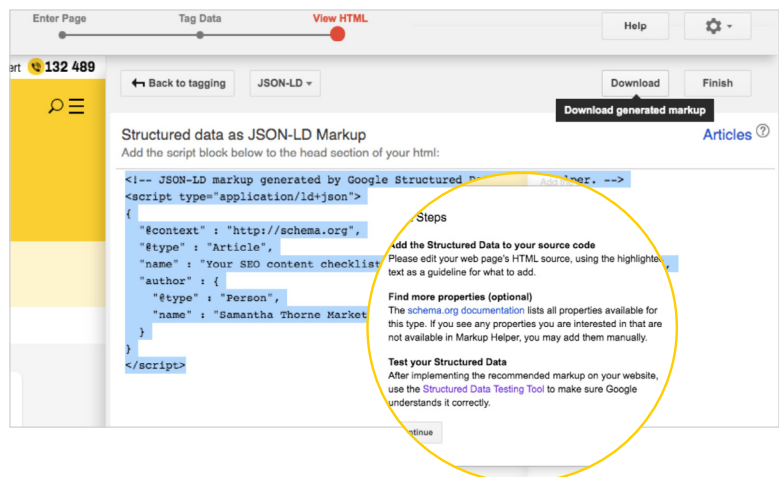 Enter Page
Tag Data
View HTML
Help
ert 132 489
Back to tagging
JSON-LD
Download
Finish
Download generated markup
Structured data as JSON-LD Markup
Articles ?
Add the script block below to the head section of your html:
<!-- JSON-LD markup generated by Google Structured D per. -->
Add the
<script type="application/ld+json">
{
"@context" : "http://schema.org",
"@type" : "Article",
"name" : "Your SEO content checklist ,
"author" : {
"@type" : "Person",
"name" : "Samantha Thorne Market
}
}
</script>
Steps
Add the Structured Data to your source code
Please edit your web page's HTML source, using the highlighte
text as a guideline for what to add.
Find more properties (optional)
The schema.org documentation lists all properties available for
this type. If you see any properties you are interested in that are
not available in Markup Helper, you may add them manually.
Test your Structured Data
After implementing the recommended markup on your website,
use the Structured Data Testing Tool to make sure Google
understands it correctly.
ntinue